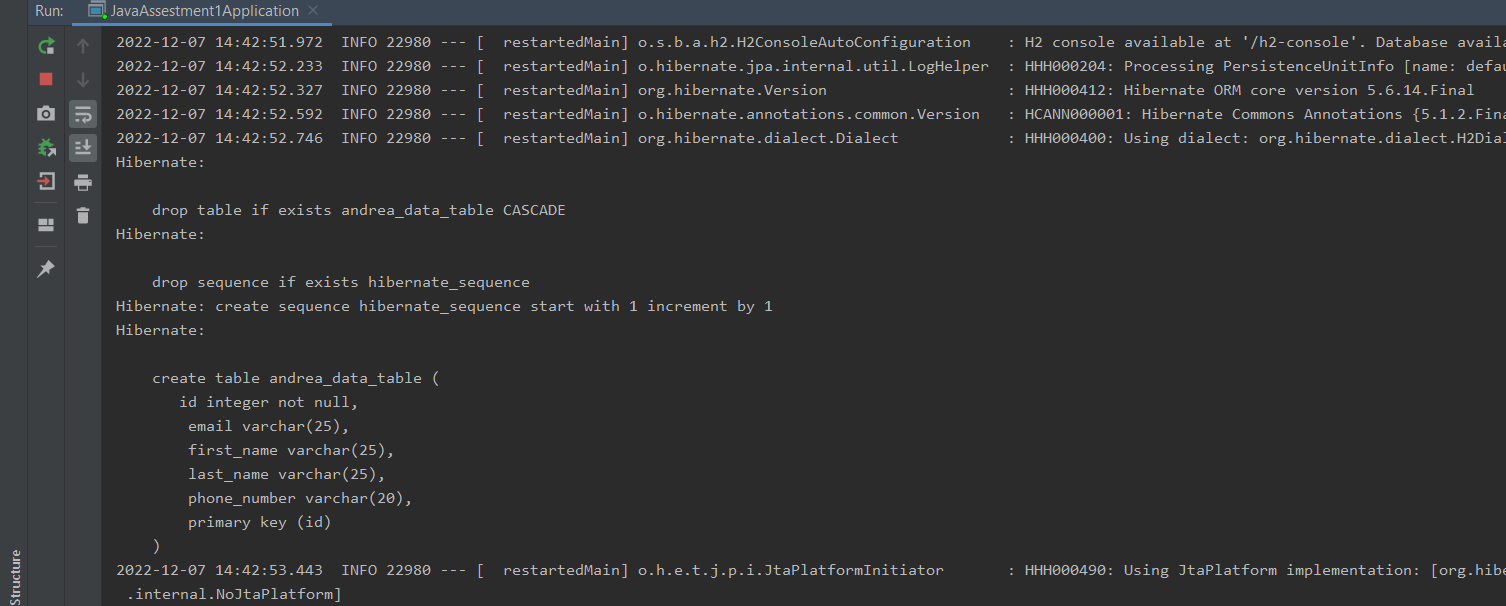 Run: JavaAssestment1Application
2022-12-07 14:42:51.972 INFO 22980 --- [ restartedMain] o.s.b.a.h2.H2ConsoleAutoConfiguration : H2 console available at '/h2-console'. Database availa
2022-12-07 14:42:52.233 INFO 22980 --- [ restartedMain] o.hibernate.jpa.internal.util.LogHelper : HHH000204: Processing PersistenceUnitInfo [name: defau
2022-12-07 14:42:52.327 INFO 22980 --- [ restartedMain] org.hibernate.Version : HHH000412: Hibernate ORM core version 5.6.14.Final
2022-12-07 14:42:52.592 INFO 22980 --- [ restartedMain] o.hibernate.annotations.common.Version : HCANN000001: Hibernate Commons Annotations {5.1.2.Fina
2022-12-07 14:42:52.746 INFO 22980 --- [ restartedMain] org.hibernate.dialect.Dialect : HHH000400: Using dialect: org.hibernate.dialect.H2Dial
Hibernate:
drop table if exists andrea_data_table CASCADE
Hibernate:
drop sequence if exists hibernate_sequence
Hibernate: create sequence hibernate_sequence start with 1 increment by 1
Hibernate:
create table andrea_data_table (
id integer not null,
email varchar(25),
first_name varchar(25),
last_name varchar(25),
phone_number varchar(20),
primary key (id)
)
2022-12-07 14:42:53.443 INFO 22980 --- [ restartedMain] o.h.e.t.j.p.i.JtaPlatformInitiator : HHH000490: Using JtaPlatform implementation: [org.hibe
.internal.NoJtaPlatform]
Structure